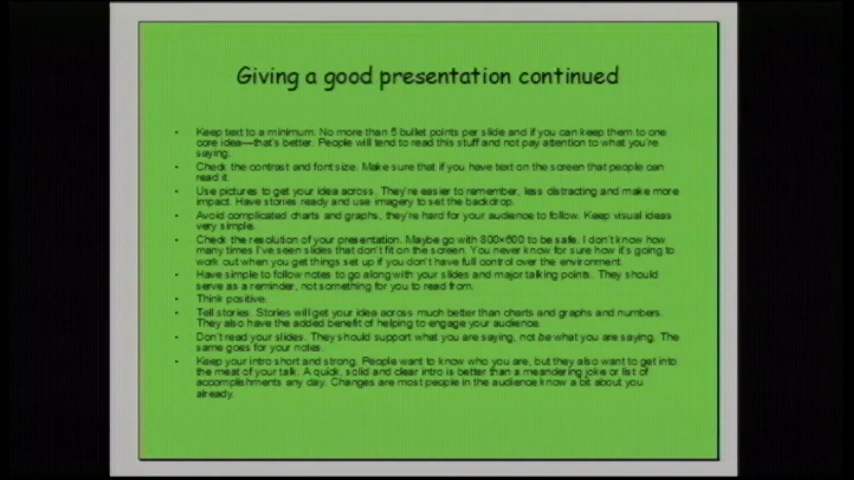 Giving a good presentation continued
• Keep text to a minimum. No more than 5 bullet points per slide and if you can keep them to one
core idea—that's better. People will tend to read this stuff and not pay attention to what you're
saying.
• Check the contrast and font size. Make sure that if you have text on the screen that people can
read it.
• Use pictures to get your idea across. They're easier to remember, less distracting and make more
impact. Have stories ready and use imagery to set the backdrop.
• Avoid complicated charts and graphs, they're hard for your audience to follow. Keep visual ideas
very simple.
• Check the resolution of your presentation. Maybe go with 800×600 to be safe. I don't know how
many times I've seen slides that don't fit on the screen. You never know for sure how it's going to
work out when you get things set up if you don't have full control over the environment.
• Have simple to follow notes to go along with your slides and major talking points. They should
serve as a reminder, not something for you to read from.
• Think positive.
• Tell stories. Stories will get your idea across much better than charts and graphs and numbers.
They also have the added benefit of helping to engage your audience.
• Don't read your slides. They should support what you are saying, not be what you are saying. The
same goes for your notes.
• Keep your intro short and strong. People want to know who you are, but they also want to get into
the meat of your talk. A quick, solid and clear intro is better than a meandering joke or list of
accomplishments any day. Changes are most people in the audience know a bit about you
already.